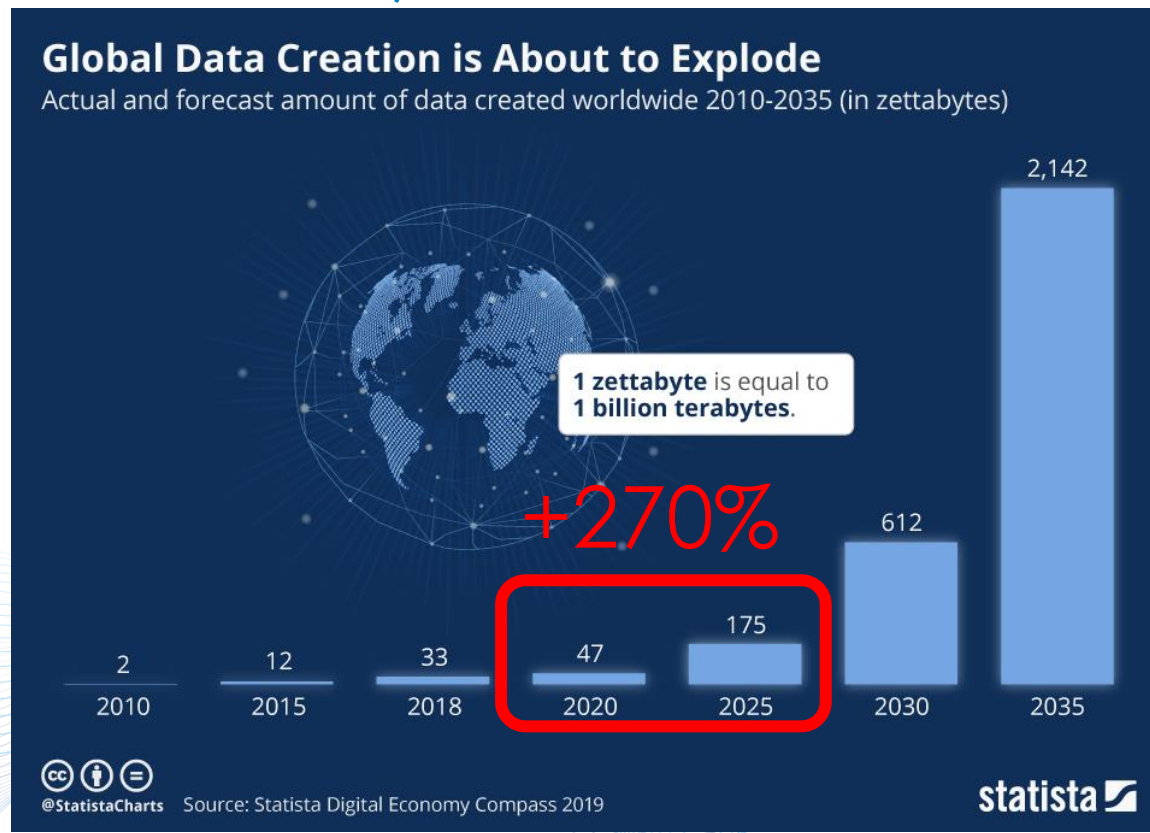 Global Data Creation is About to Explode
Actual and forecast amount of data created worldwide 2010-2035 (in zettabytes)
2,142
1 zettabyte is equal to
1 billion terabytes.
+270%
612
175
47
33
12
2
2010 2015 2018 2020 2025 2030 2035
@StatistaCharts Source: Statista Digital Economy Compass 2019
statista